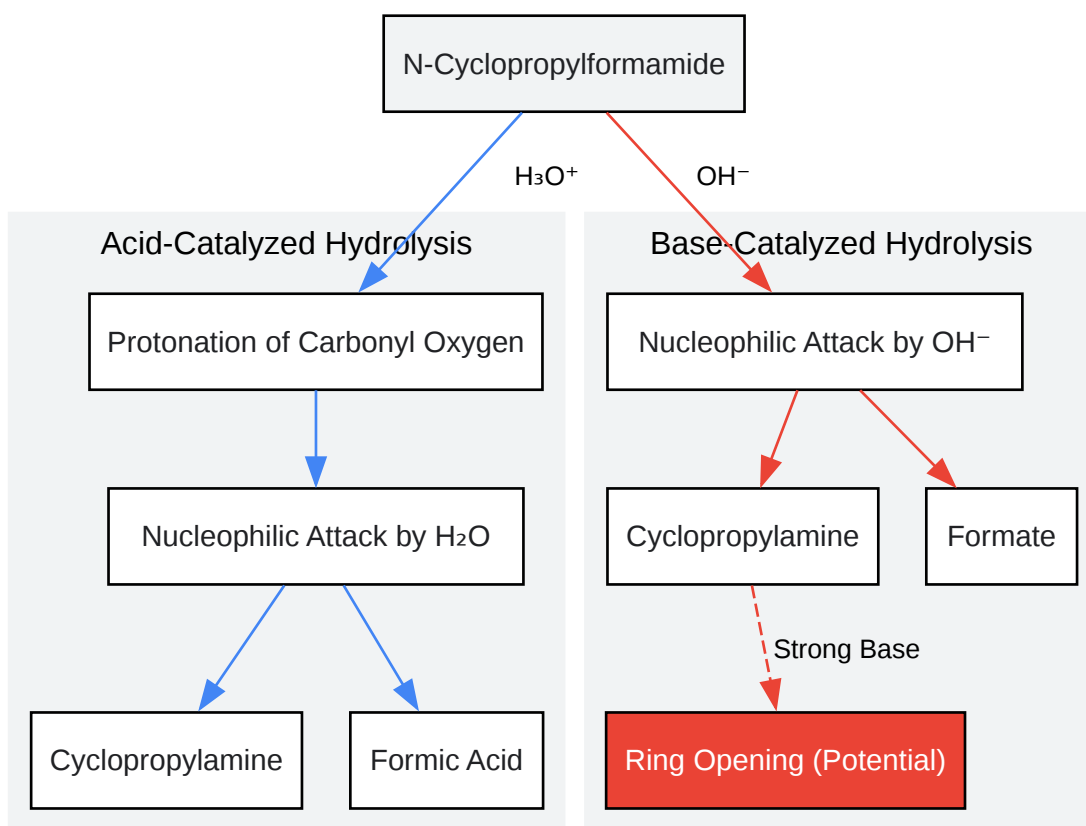 N-Cyclopropylformamide
H₃O⁺
OH⁻
Acid-Catalyzed Hydrolysis
Base-Catalyzed Hydrolysis
Protonation of Carbonyl Oxygen
Nucleophilic Attack by OH⁻
Nucleophilic Attack by H₂O
Cyclopropylamine
Formate
Strong Base
Cyclopropylamine
Formic Acid
Ring Opening (Potential)